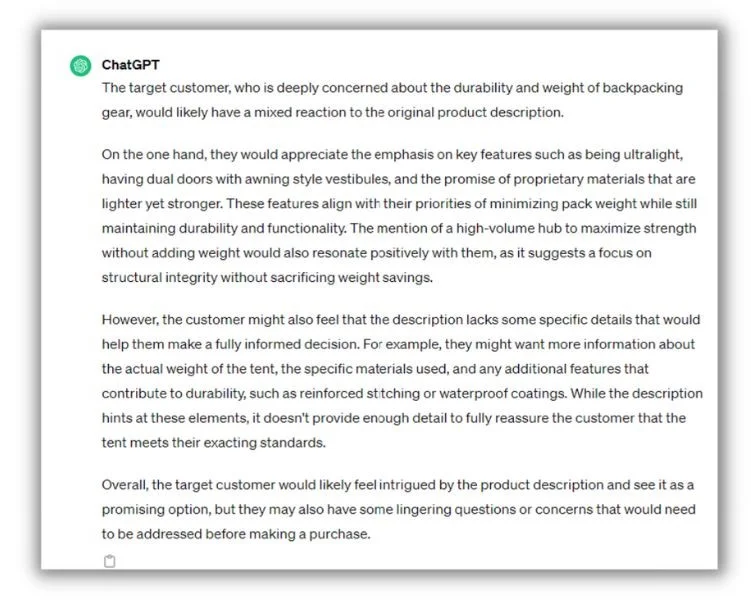 ChatGPT
The target customer, who is deeply concerned about the durability and weight of backpacking
gear, would likely have a mixed reaction to the original product description.
On the one hand, they would appreciate the emphasis on key features such as being ultralight,
having dual doors with awning style vestibules, and the promise of proprietary materials that are
lighter yet stronger. These features align with their priorities of minimizing pack weight while still
maintaining durability and functionality. The mention of a high-volume hub to maximize strength
without adding weight would also resonate positively with them, as it suggests a focus on
structural integrity without sacrificing weight savings.
However, the customer might also feel that the description lacks some specific details that would
help them make a fully informed decision. For example, they might want more information about
the actual weight of the tent, the specific materials used, and any additional features that
contribute to durability, such as reinforced stitching or waterproof coatings. While the description
hints at these elements, it doesn't provide enough detail to fully reassure the customer that the
tent meets their exacting standards.
Overall, the target customer would likely feel intrigued by the product description and see it as a
promising option, but they may also have some lingering questions or concerns that would need
to be addressed before making a purchase.